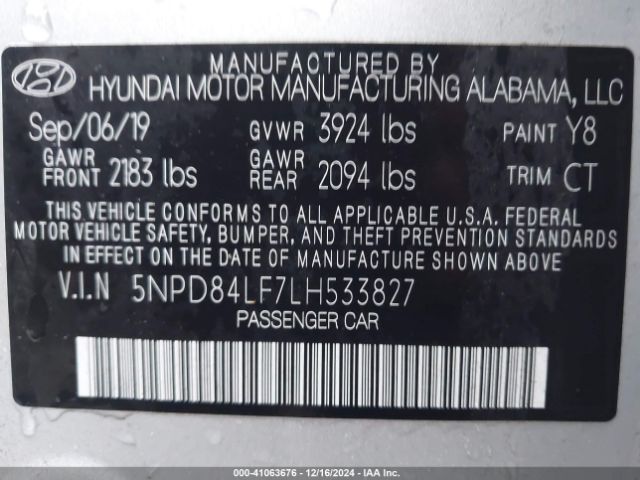 MANUFACTURED BY
HYUNDAI MOTOR MANUFACTURING ALABAMA, LLC
Sep/06/19 GVWR 3924 lbs PAINT Y8
GAWR FRONT 2183 lbs GAWR REAR 2094 lbs TRIM CT
THIS VEHICLE CONFORMS TO ALL APPLICABLE U.S.A. FEDERAL
MOTOR VEHICLE SAFETY, BUMPER, AND THEFT PREVENTION STANDARDS
IN EFFECT ON THE DATE OF MANUFACTURE SHOWN ABOVE.
V.I.N 5NPD84LF7LH533827
PASSENGER CAR
000-41063676 • 12/16/2024 • IAA Inc.